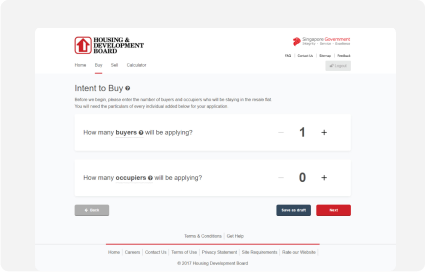 HOUSING &
DEVELOPMENT
BOARD
Singapore Government
Integrity · Service · Excellence
FAQ | Contact Us | Sitemap | Feedback
Home Buy Sell Calculator
Intent to Buy
Before we begin, please enter the number of buyers and occupiers who will be staying in the resale flat.
You will need the particulars of every individual added below for your application
How many buyers will be applying?
— 1 +
How many occupiers will be applying?
— 0 +
Back Save as draft Next
Terms & Conditions | Get Help
Home | Careers | Contact Us | Terms of Use | Privacy Statement | Site Requirements | Rate our Website |
© 2017 Housing Development Board